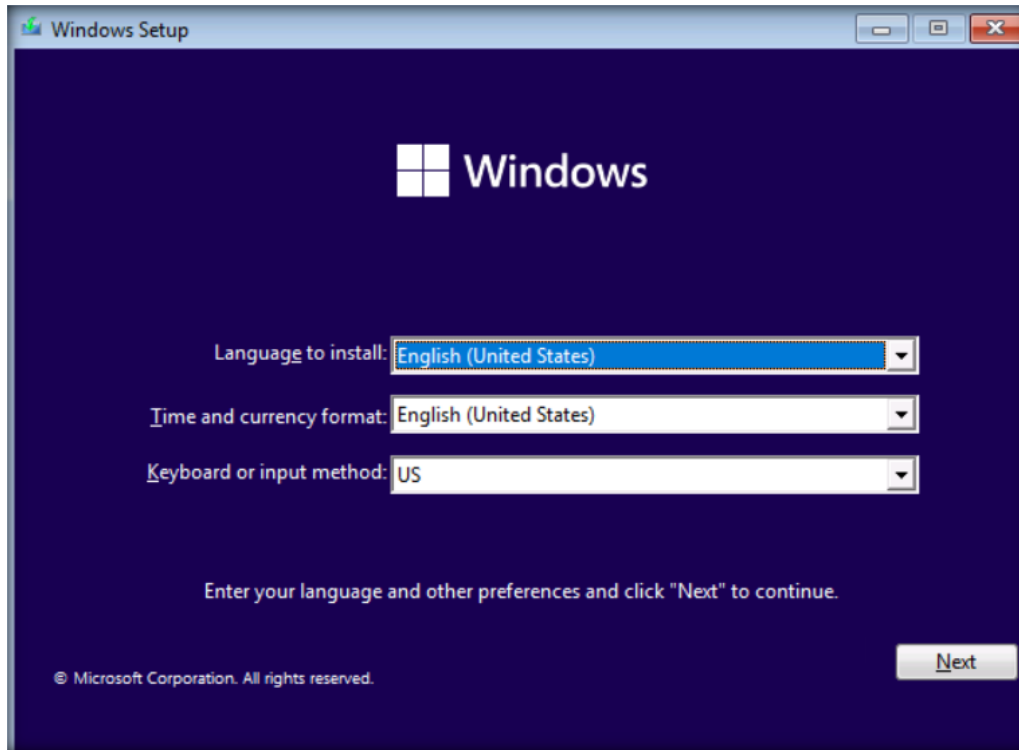 Windows Setup
Windows
Language to install: English (United States)
Time and currency format: English (United States)
Keyboard or input method: US
Enter your language and other preferences and click "Next" to continue.
Next
© Microsoft Corporation. All rights reserved.